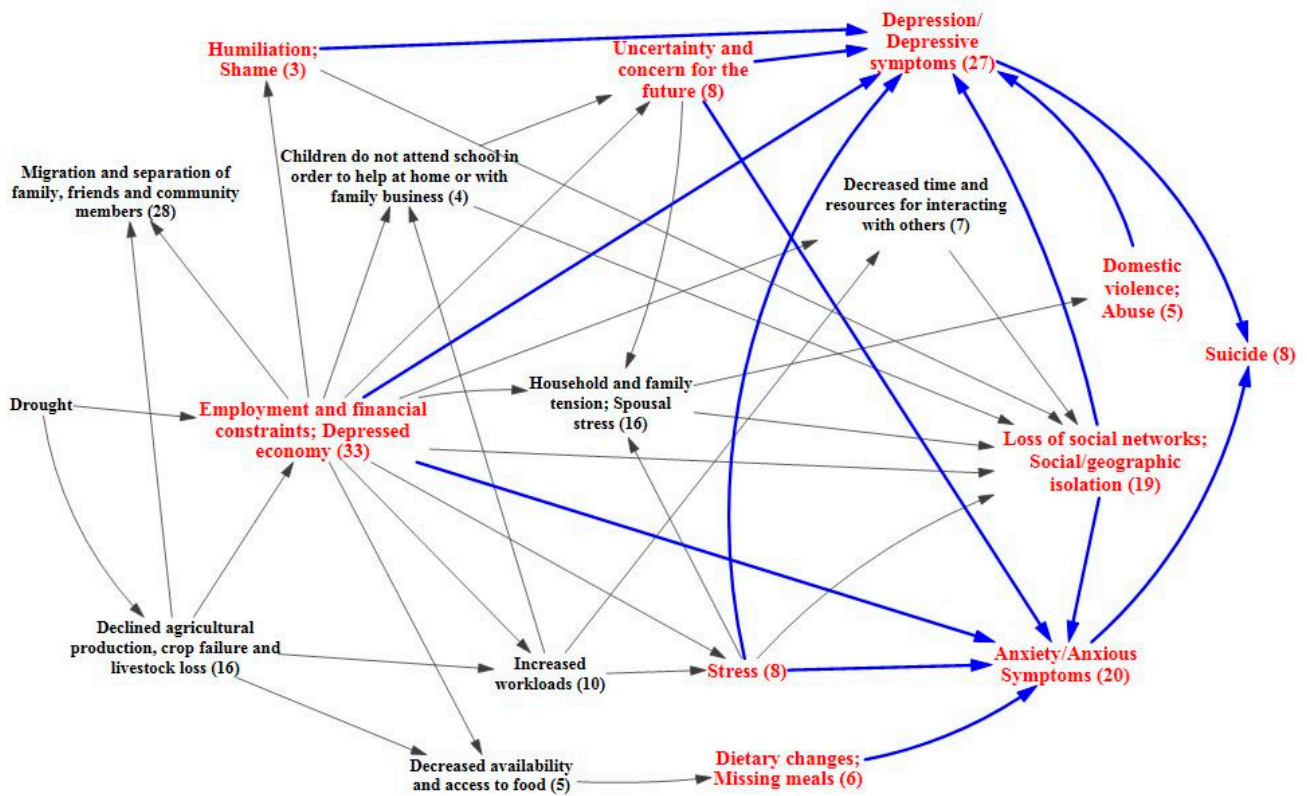 Humiliation;
Shame (3)
Uncertainty and
concern for the
future (8)
Depression/
Depressive
symptoms (27)
Migration and separation of
family, friends and community
members (28)
Children do not attend school in
order to help at home or with
family business (4)
Decreased time and
resources for interacting
with others (7)
Domestic
violence;
Abuse (5)
Suicide (8)
Drought
Employment and financial
constraints; Depressed
economy (33)
Household and family
tension; Spousal
stress (16)
Loss of social networks;
Social/geographic
isolation (19)
Declined agricultural
production, crop failure and
livestock loss (16)
Increased
workloads (10)
Stress (8)
Anxiety/Anxious
Symptoms (20)
Decreased availability
and access to food (5)
Dietary changes;
Missing meals (6)